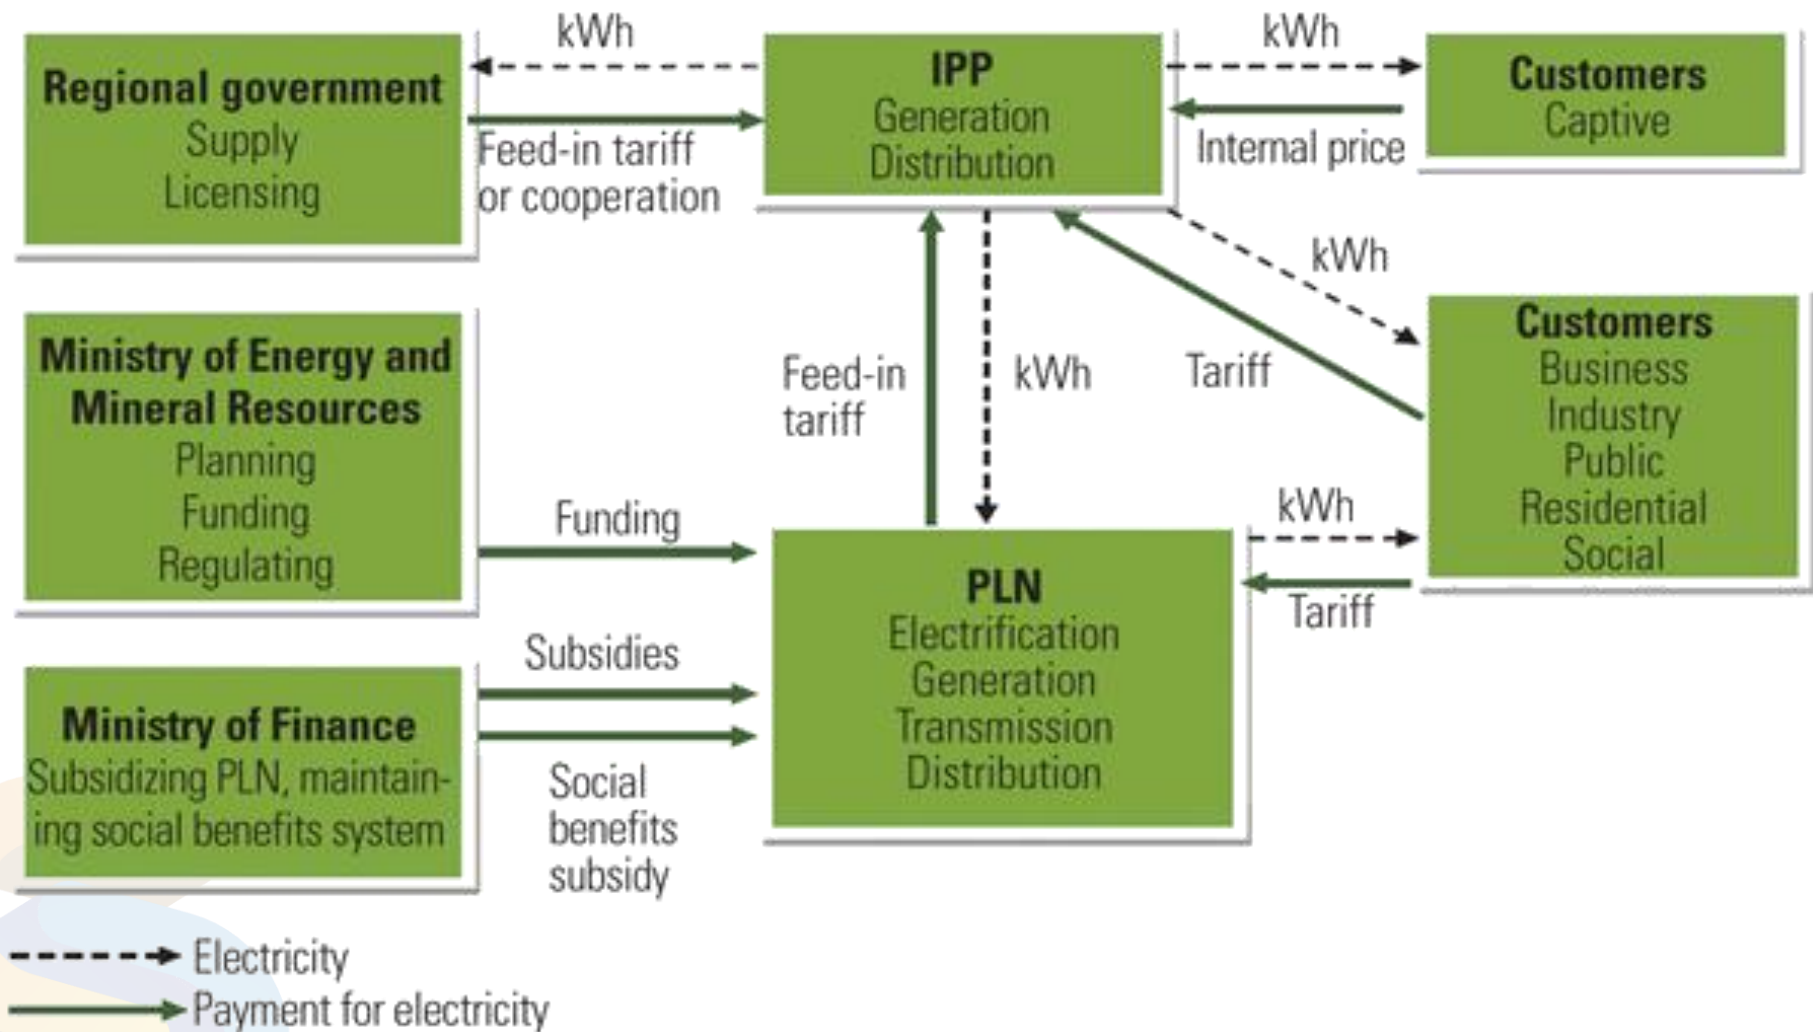 Regional government
Supply
Licensing
kWh
Feed-in tariff
or cooperation
IPP
Generation
Distribution
kWh
Internal price
Customers
Captive
kWh
Tariff
Customers
Business
Industry
Public
Residential
Social
Feed-in
tariff
kWh
kWh
Tariff
Ministry of Energy and
Mineral Resources
Planning
Funding
Regulating
Funding
PLN
Electrification
Generation
Transmission
Distribution
Ministry of Finance
Subsidizing PLN, maintain-
ing social benefits system
Subsidies
Social
benefits
subsidy
Electricity
Payment for electricity